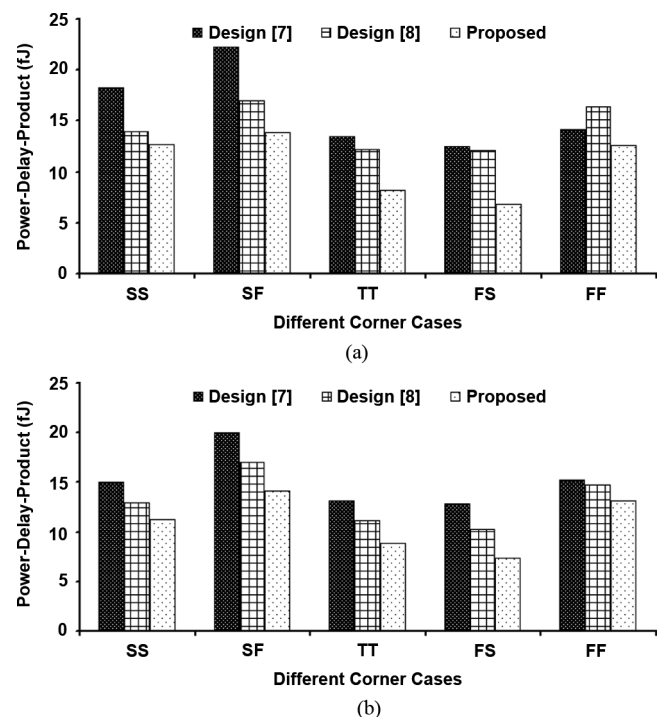 Power-Delay-Product (fJ)
25
20
15
10
5
0
Design [7] Design [8] Proposed
SS SF TT FS FF
Different Corner Cases
(a)
Power-Delay-Product (fJ)
25
20
15
10
5
0
Design [7] Design [8] Proposed
SS SF TT FS FF
Different Corner Cases
(b)